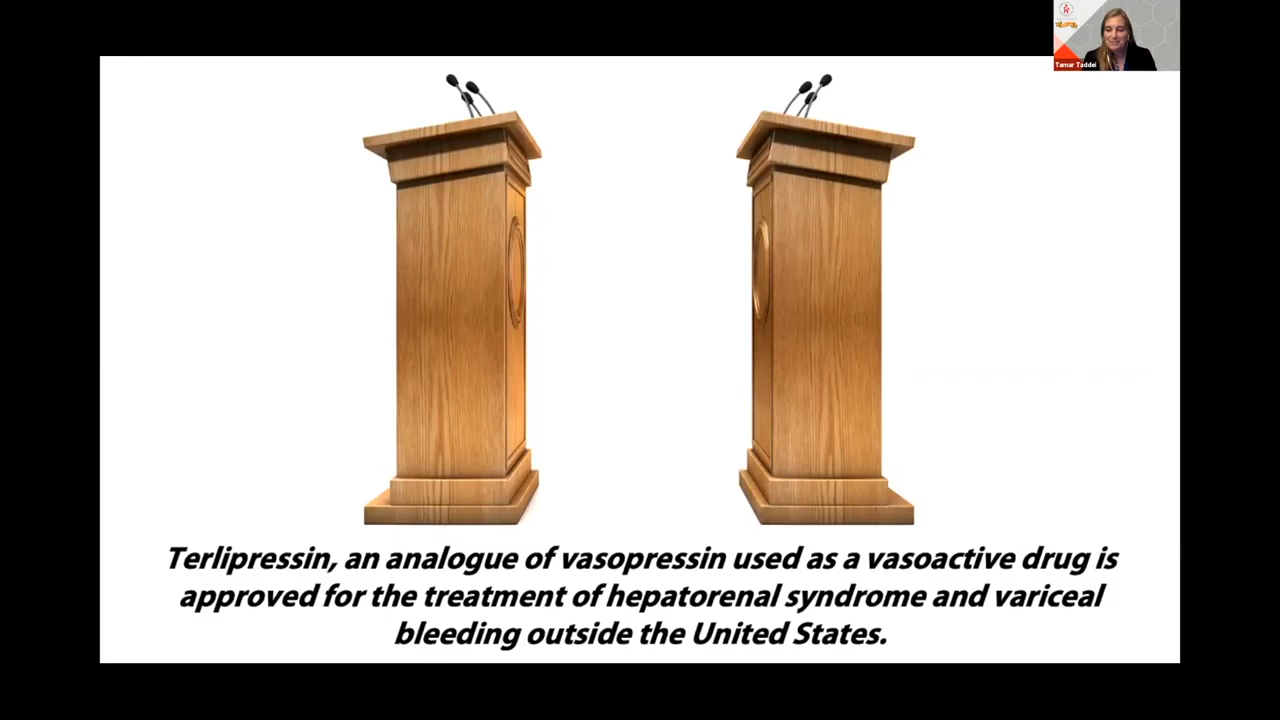 Tamar Taddei
Terlipressin, an analogue of vasopressin used as a vasoactive drug is
approved for the treatment of hepatorenal syndrome and variceal
bleeding outside the United States.